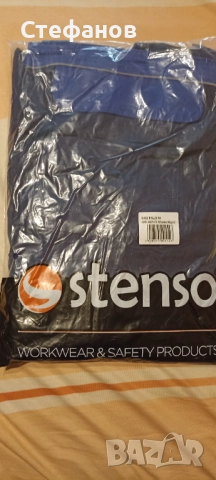 Стефанов
stenso
WORKWEAR & SAFETY PRODUCTS
BAZAR